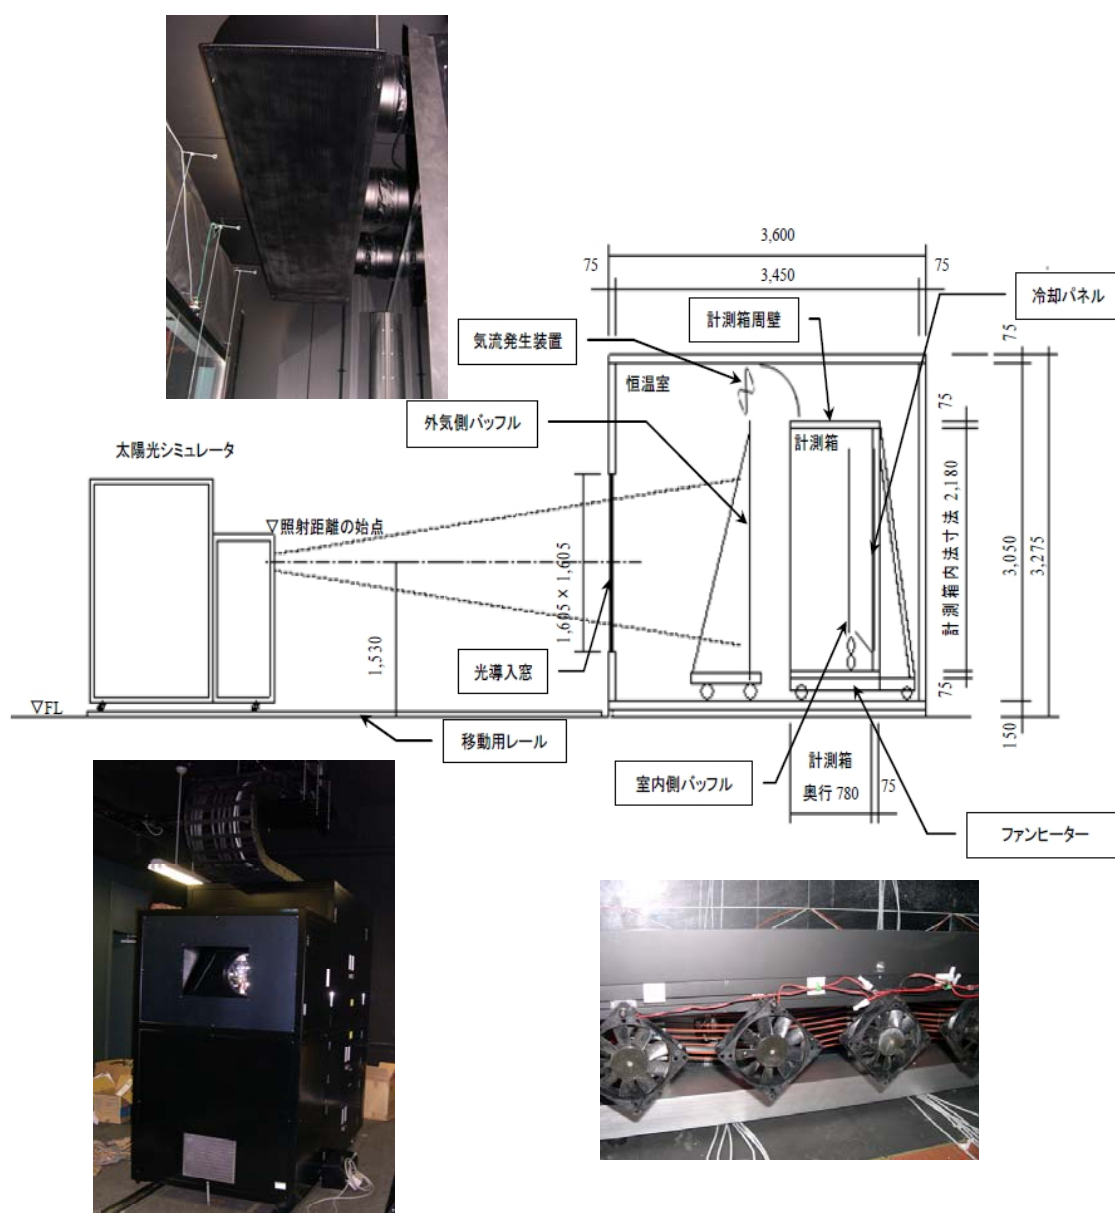 3,600
75
75
3,450
冷却パネル
計測箱周壁
気流発生装置
75
恒温室
75
外気側バッフル
計測箱
太陽光シミュレータ
▽照射距離の始点
1,605 × 1,605
計測箱内法寸法 2,180
3,050
3,275
1,530
光導入窓
75
▽FL
移動用レール
150
室内側バッフル
計測箱
奥行 780
75
ファンヒーター